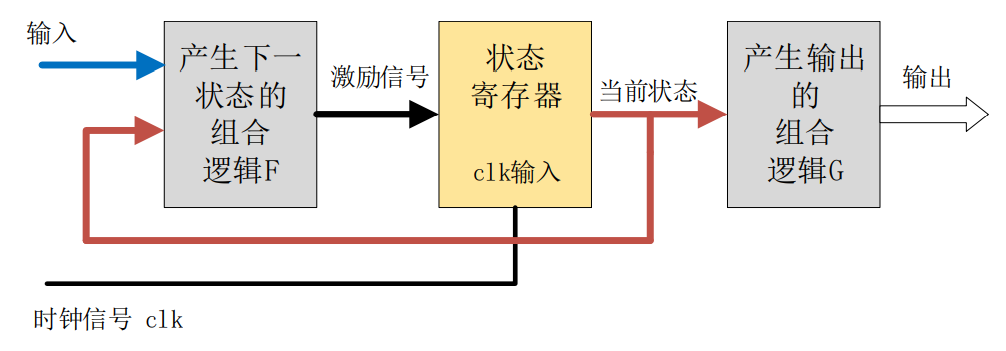 输入
产生下一
状态的
组合
逻辑F
激励信号
状态
寄存器
clk输入
当前状态
产生输出
的
组合
逻辑G
输出
时钟信号 clk